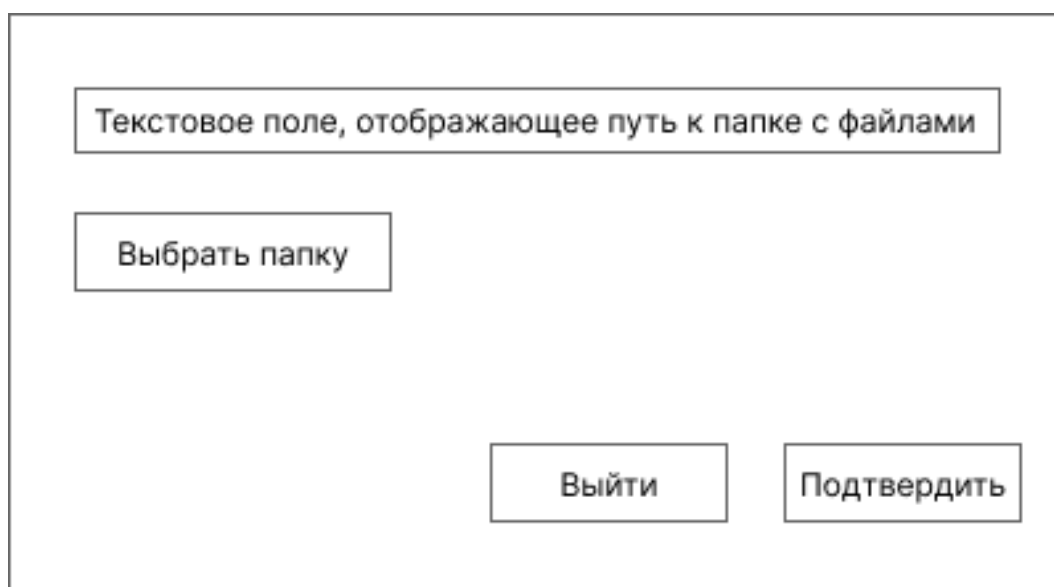 Текстовое поле, отображающее путь к папке с файлами
Выбрать папку
Выйти
Подтвердить